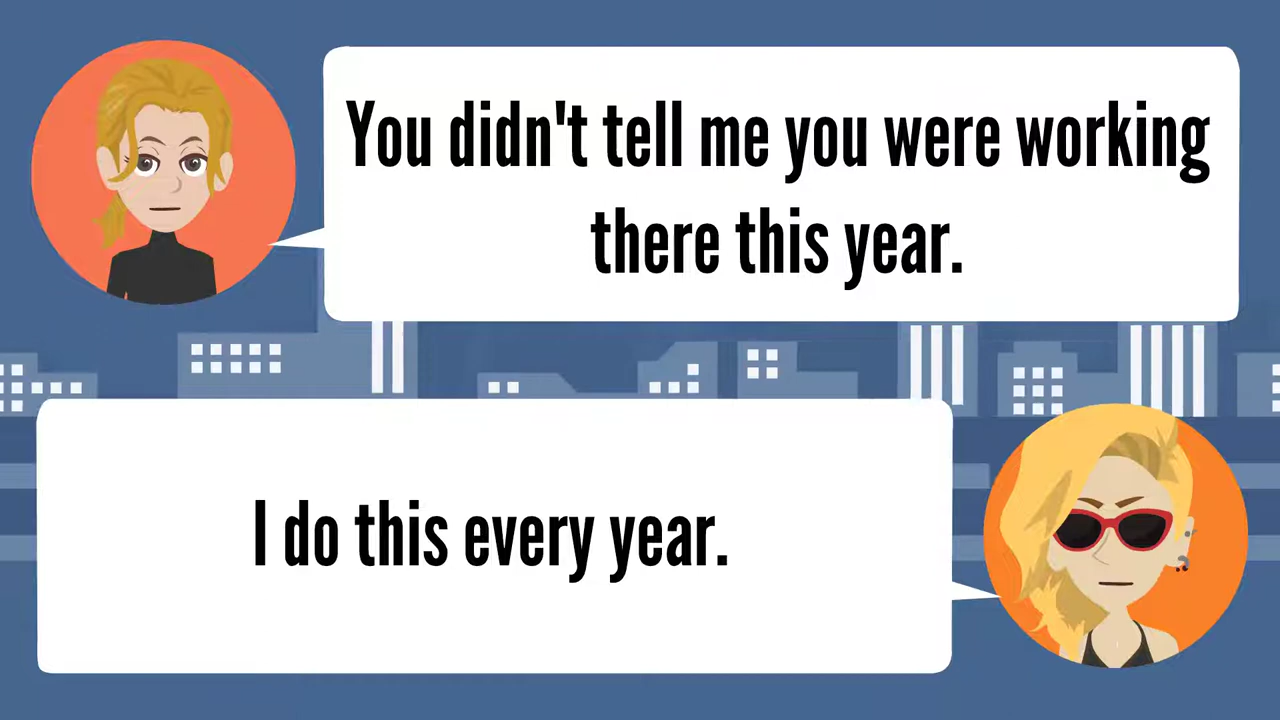 You didn't tell me you were working
there this year.
I do this every year.